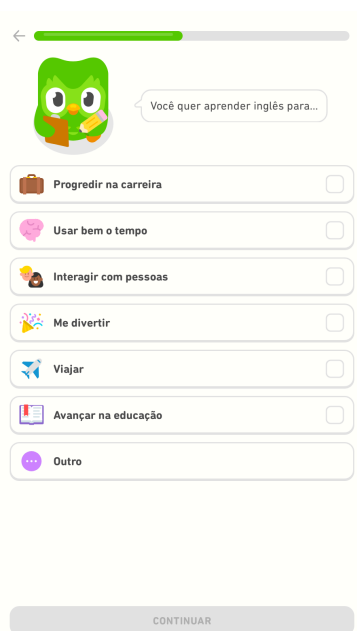 Você quer aprender inglês para...
Progredir na carreira
Usar bem o tempo
Interagir com pessoas
Me divertir
Viajar
Avançar na educação
Outro
CONTINUAR